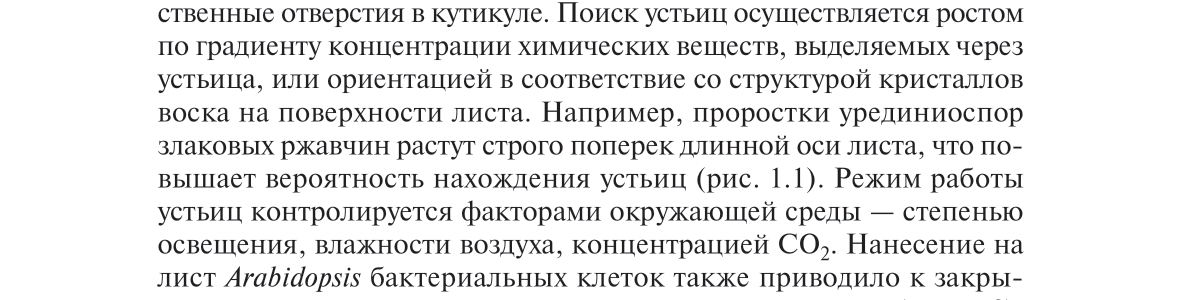 ственные отверстия в кутикуле. Поиск устьиц осуществляется ростом
по градиенту концентрации химических веществ, выделяемых через
устьица, или ориентацией в соответствие со структурой кристаллов
воска на поверхности листа. Например, проростки урединиоспор
злаковых ржавчин растут строго поперек длинной оси листа, что по-
вышает вероятность нахождения устьиц (рис. 1.1). Режим работы
устьиц контролируется факторами окружающей среды — степенью
освещения, влажности воздуха, концентрацией CO₂. Нанесение на
лист Arabidopsis бактериальных клеток также приводило к закры-